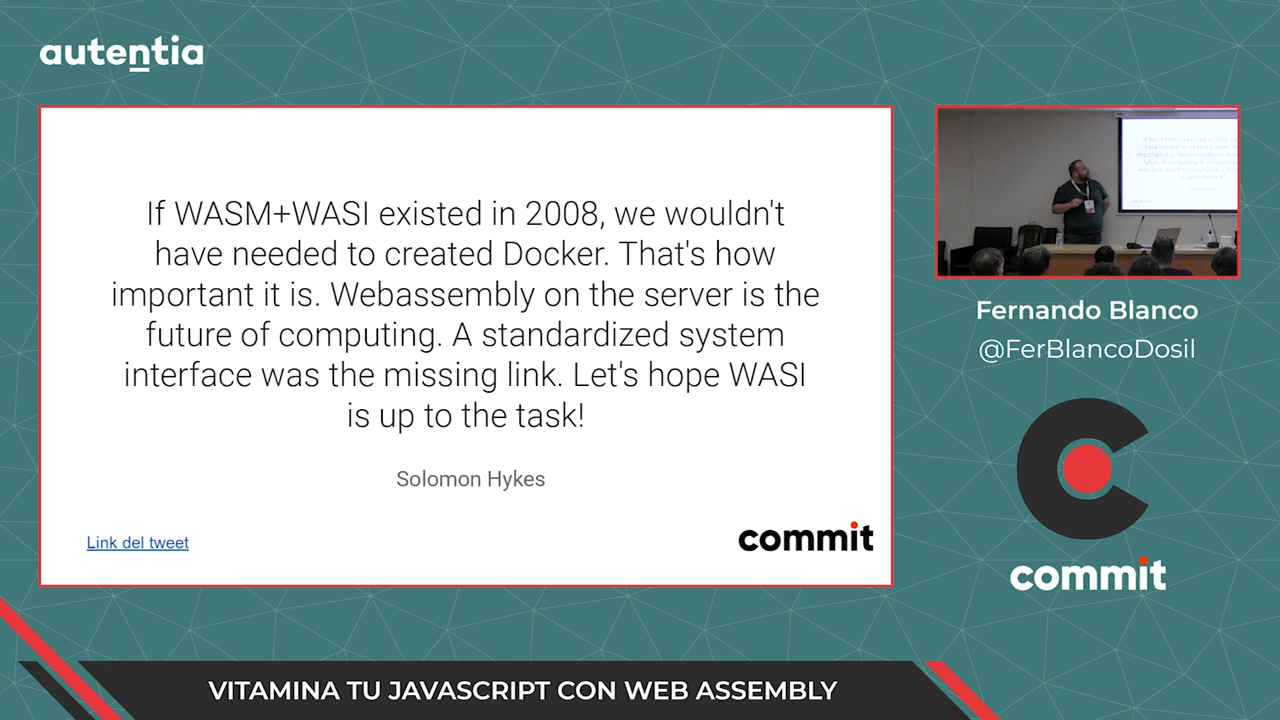 autentia
If WASM+WASI existed in 2008, we wouldn't
have needed to created Docker. That's how
important it is. Webassembly on the server is the
future of computing. A standardized system
interface was the missing link. Let's hope WASI
is up to the task!
Solomon Hykes
Link del tweet
commit
Fernando Blanco
@FerBlancoDosil
commit
VITAMINA TU JAVASCRIPT CON WEB ASSEMBLY